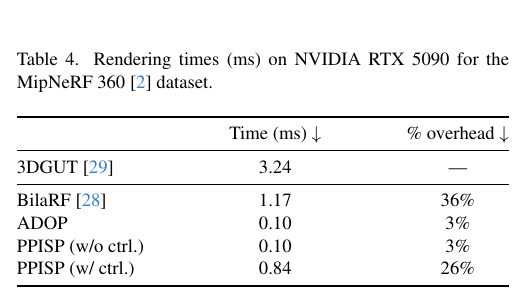 Table 4. Rendering times (ms) on NVIDIA RTX 5090 for the
MipNeRF 360 [2] dataset.
Time (ms) ↓ % overhead ↓
3DGUT [29] 3.24 —
BilaRF [28] 1.17 36%
ADOP 0.10 3%
PPISP (w/o ctrl.) 0.10 3%
PPISP (w/ ctrl.) 0.84 26%